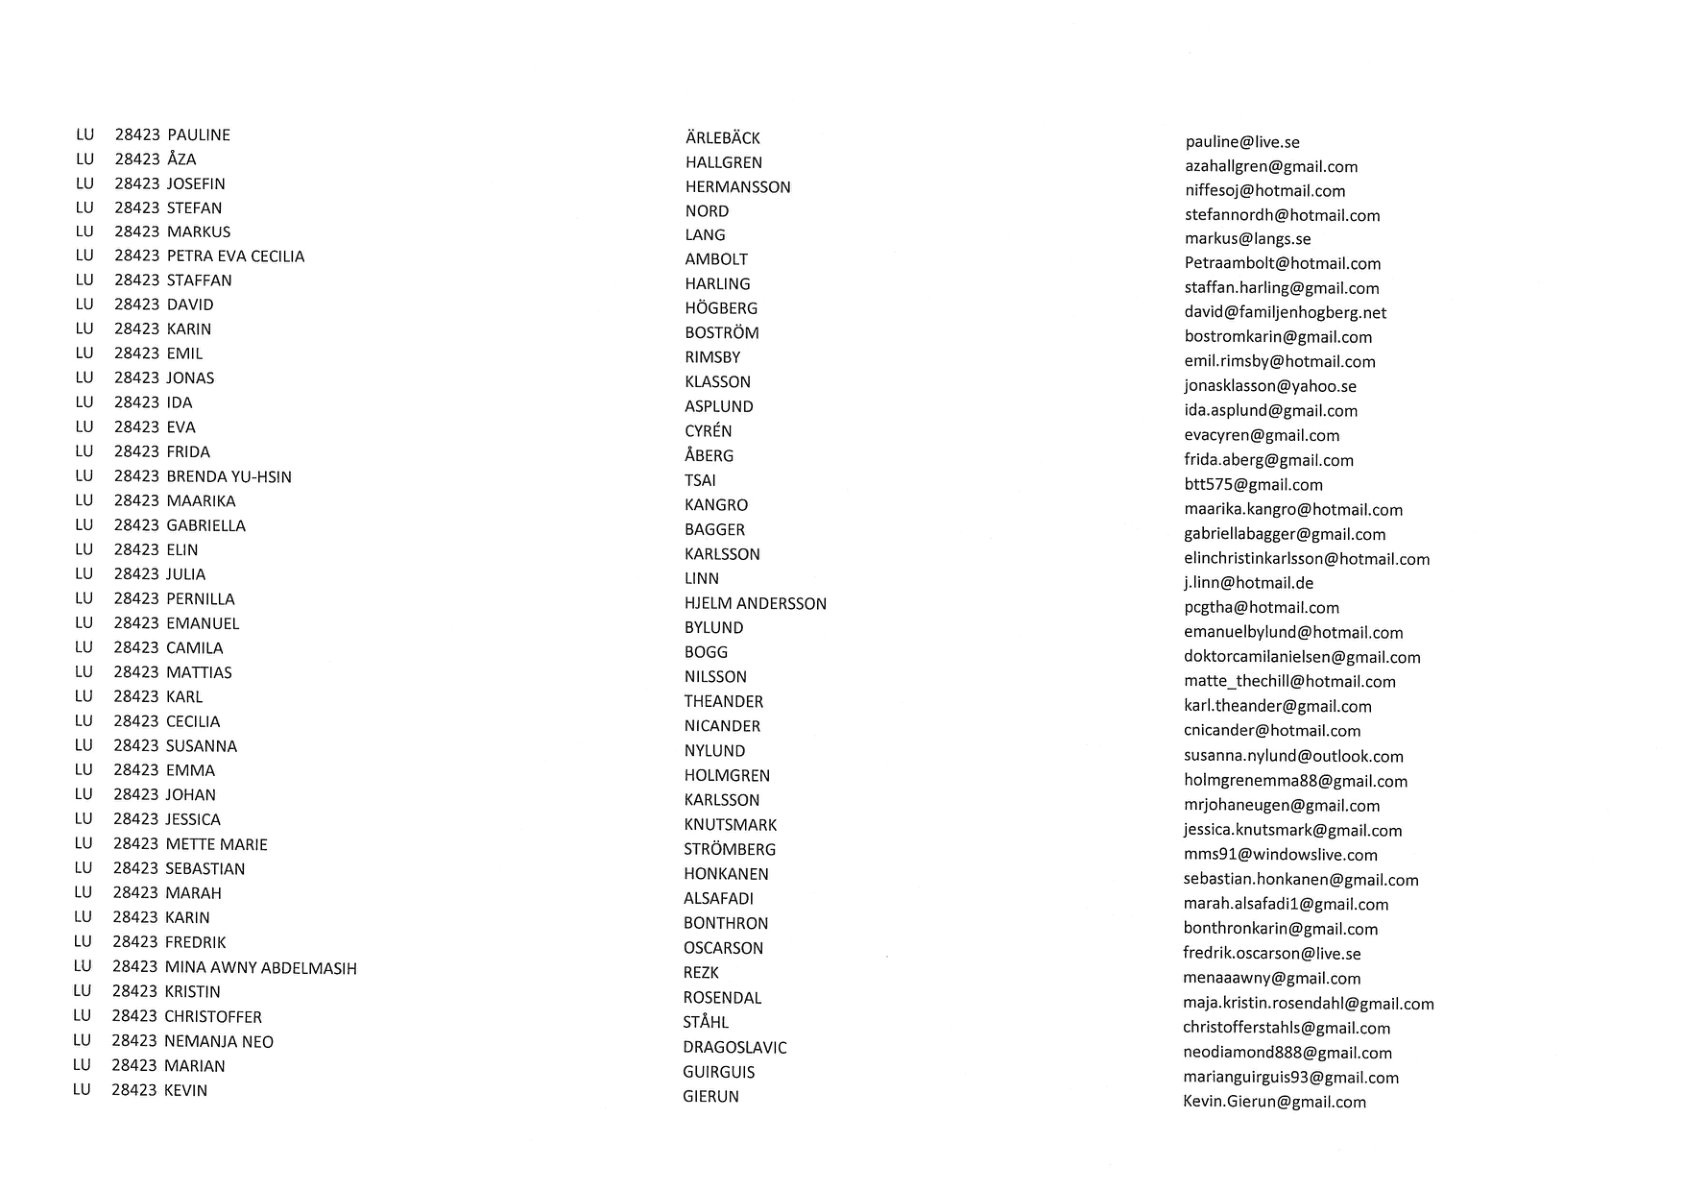 LU 28423 PAULINE ÄRLEBÄCK pauline@live.se
LU 28423 ÅZA HALLGREN azahallgren@gmail.com
LU 28423 JOSEFIN HERMANSSON niffesoj@hotmail.com
LU 28423 STEFAN NORD stefannordh@hotmail.com
LU 28423 MARKUS LANG markus@langs.se
LU 28423 PETRA EVA CECILIA AMBOLT Petraambolt@hotmail.com
LU 28423 STAFFAN HARLING staffan.harling@gmail.com
LU 28423 DAVID HÖGBERG david@familjenhogberg.net
LU 28423 KARIN BOSTRÖM bostromkarin@gmail.com
LU 28423 EMIL RIMSBY emil.rimsby@hotmail.com
LU 28423 JONAS KLASSON jonasklasson@yahoo.se
LU 28423 IDA ASPLUND ida.asplund@gmail.com
LU 28423 EVA CYRÉN evacyren@gmail.com
LU 28423 FRIDA ÅBERG frida.aberg@gmail.com
LU 28423 BRENDA YU-HSIN TSAI btt575@gmail.com
LU 28423 MAARIKA KANGRO maarika.kangro@hotmail.com
LU 28423 GABRIELLA BAGGER gabriellabagger@gmail.com
LU 28423 ELIN KARLSSON elinchristinkarlsson@hotmail.com
LU 28423 JULIA LINN j.linn@hotmail.de
LU 28423 PERNILLA HJELM ANDERSSON pcgtha@hotmail.com
LU 28423 EMANUEL BYLUND emanuelbylund@hotmail.com
LU 28423 CAMILA BOGG doktorcamilanielsen@gmail.com
LU 28423 MATTIAS NILSSON matte_thechill@hotmail.com
LU 28423 KARL THEANDER karl.theander@gmail.com
LU 28423 CECILIA NICANDER cnicander@hotmail.com
LU 28423 SUSANNA NYLUND susanna.nylund@outlook.com
LU 28423 EMMA HOLMGREN holmgrenemma88@gmail.com
LU 28423 JOHAN KARLSSON mrjohaneugen@gmail.com
LU 28423 JESSICA KNUTSMARK jessica.knutsmark@gmail.com
LU 28423 METTE MARIE STRÖMBERG mms91@windowslive.com
LU 28423 SEBASTIAN HONKANEN sebastian.honkanen@gmail.com
LU 28423 MARAH ALSAFADI marah.alsafadi1@gmail.com
LU 28423 KARIN BONTHRON bonthronkarin@gmail.com
LU 28423 FREDRIK OSCARSON fredrik.oscarson@live.se
LU 28423 MINA AWNY ABDELMASIH REZK menaaawny@gmail.com
LU 28423 KRISTIN ROSENDAL maja.kristin.rosendahl@gmail.com
LU 28423 CHRISTOFFER STÅHL christofferstahls@gmail.com
LU 28423 NEMANJA NEO DRAGOSLAVIC neodiamond888@gmail.com
LU 28423 MARIAN GUIRGUIS marianguirguis93@gmail.com
LU 28423 KEVIN GIERUN Kevin.Gierun@gmail.com